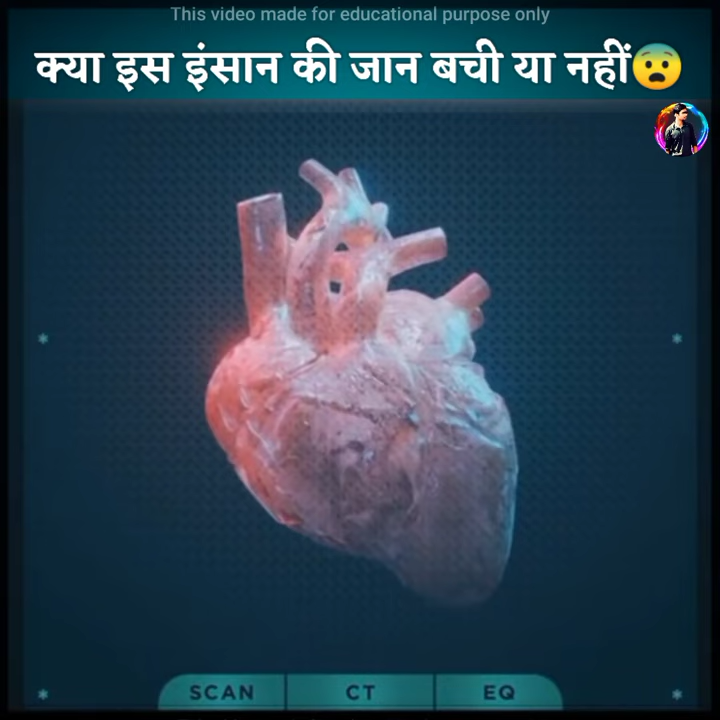 This video made for educational purpose only
क्या इस इंसान की जान बची या नहीं😨
SCAN CT EQ